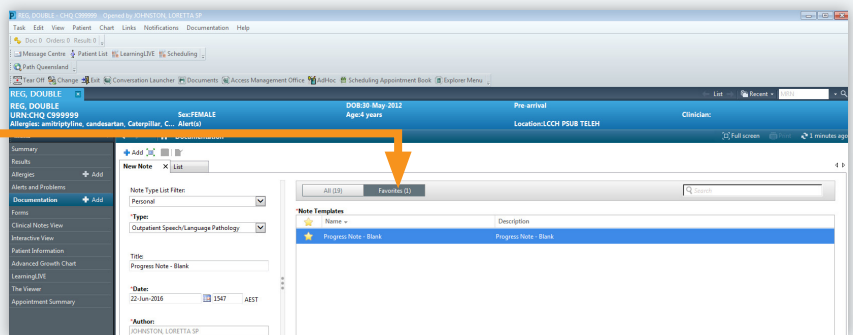 REG, DOUBLE - CHQ C999999 Opened by JOHNSTON, LORETTA SP
Task Edit View Patient Chart Links Notifications Documentation Help
Doc: 0 Orders: 0 Result: 0
Message Centre Patient List LearningLIVE Scheduling
Path Queensland
Tear Off Change Exit Conversation Launcher Documents Access Management Office AdHoc Scheduling Appointment Book Explorer Menu
REG, DOUBLE List Recent MRN
REG, DOUBLE DOB:30-May-2012 Pre-arrival
URN:CHQ C999999 Sex:FEMALE Age:4 years Clinician:
Allergies: amitriptyline, candesartan, Caterpillar, C... Alert(s) Location:LCCH PSUB TELEH
Full screen Print 1 minutes ago
Summary
Results
Allergies Add
Alerts and Problems
Documentation Add
Forms
Clinical Notes View
Interactive View
Patient Information
Advanced Growth Chart
LearningLIVE
The Viewer
Appointment Summary
Add
New Note X List
Note Type List Filter:
Personal
*Type:
Outpatient Speech/Language Pathology
Title:
Progress Note - Blank
*Date:
22-Jun-2016 1547 AEST
*Author:
JOHNSTON, LORETTA SP
All (19) Favorites (1) Search
*Note Templates
Name Description
Progress Note - Blank Progress Note - Blank